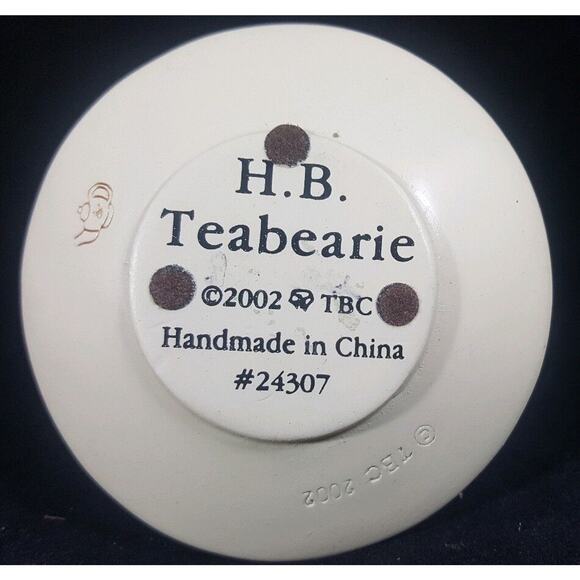 H.B.
Teabearie
©2002 TBC
Handmade in China
#24307
© TBC 2002